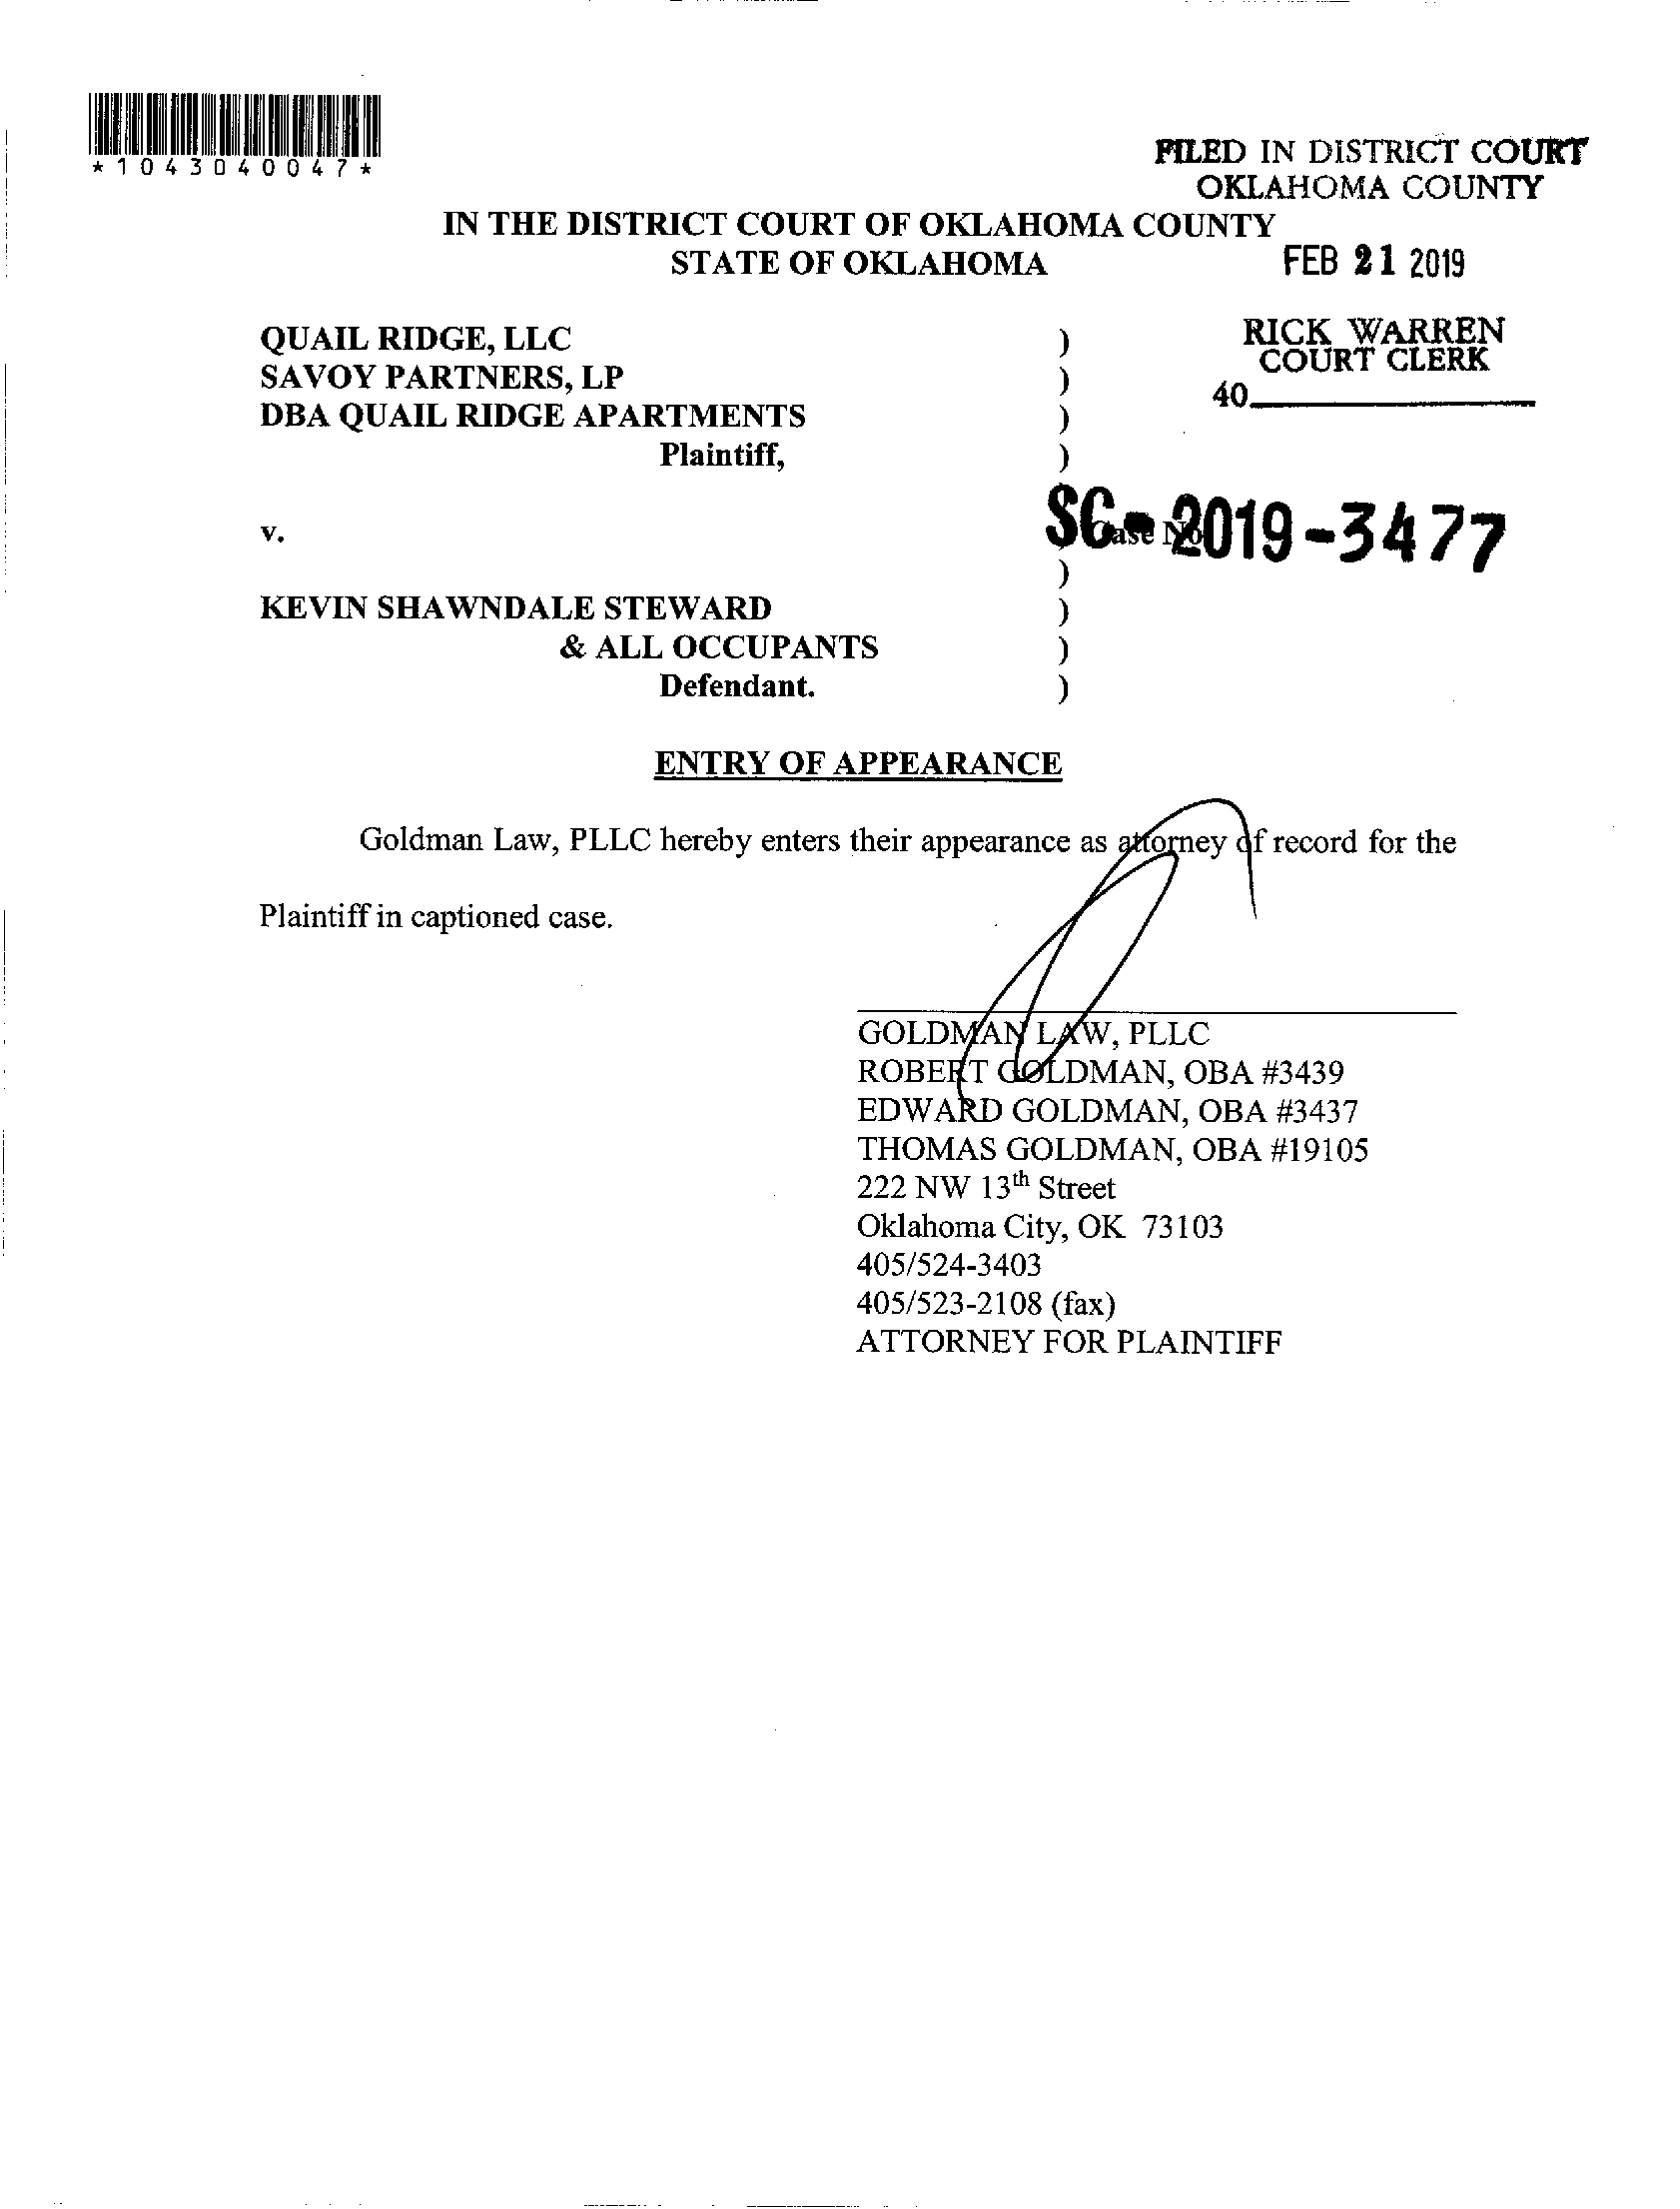 *1043040047*
FILED IN DISTRICT COURT
OKLAHOMA COUNTY
IN THE DISTRICT COURT OF OKLAHOMA COUNTY
STATE OF OKLAHOMA
FEB 21 2019
QUAIL RIDGE, LLC )
SAVOY PARTNERS, LP )
DBA QUAIL RIDGE APARTMENTS )
Plaintiff, )
RICK WARREN
COURT CLERK
40
v.
Case No
SC-2019-3477
)
KEVIN SHAWNDALE STEWARD )
& ALL OCCUPANTS )
Defendant. )
ENTRY OF APPEARANCE
Goldman Law, PLLC hereby enters their appearance as attorney of record for the
Plaintiff in captioned case.
GOLDMAN LAW, PLLC
ROBERT GOLDMAN, OBA #3439
EDWARD GOLDMAN, OBA #3437
THOMAS GOLDMAN, OBA #19105
222 NW 13th Street
Oklahoma City, OK 73103
405/524-3403
405/523-2108 (fax)
ATTORNEY FOR PLAINTIFF